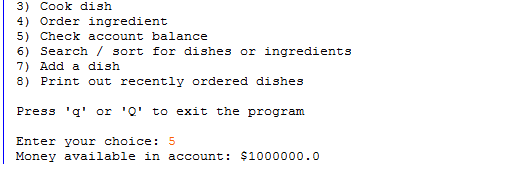 3) Cook dish
4) Order ingredient
5) Check account balance
6) Search / sort for dishes or ingredients
7) Add a dish
8) Print out recently ordered dishes
Press 'q' or 'Q' to exit the program
Enter your choice: 5
Money available in account: $1000000.0